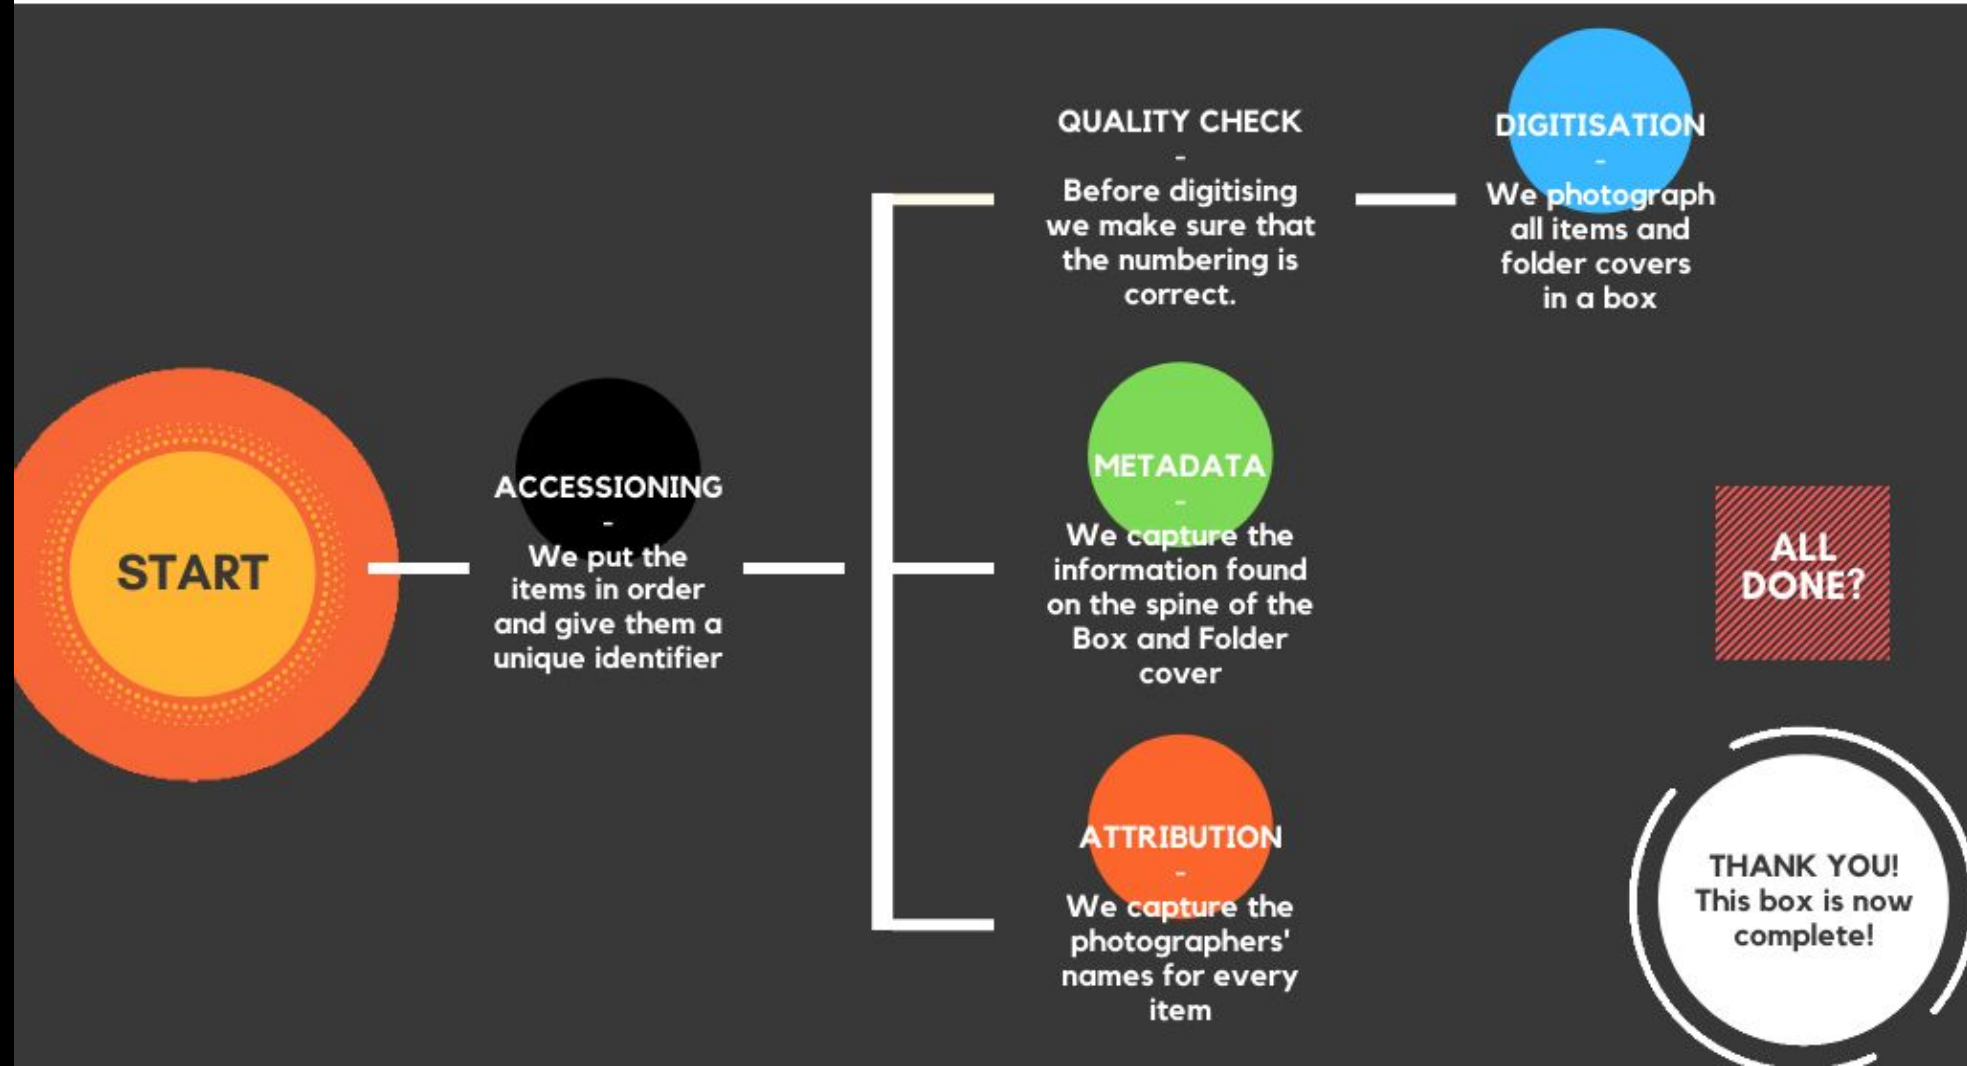 START
ACCESSIONING
-
We put the
items in order
and give them a
unique identifier
QUALITY CHECK
-
Before digitising
we make sure that
the numbering is
correct.
DIGITISATION
-
We photograph
all items and
folder covers
in a box
METADATA
-
We capture the
information found
on the spine of the
Box and Folder
cover
ATTRIBUTION
-
We capture the
photographers'
names for every
item
ALL
DONE?
THANK YOU!
This box is now
complete!